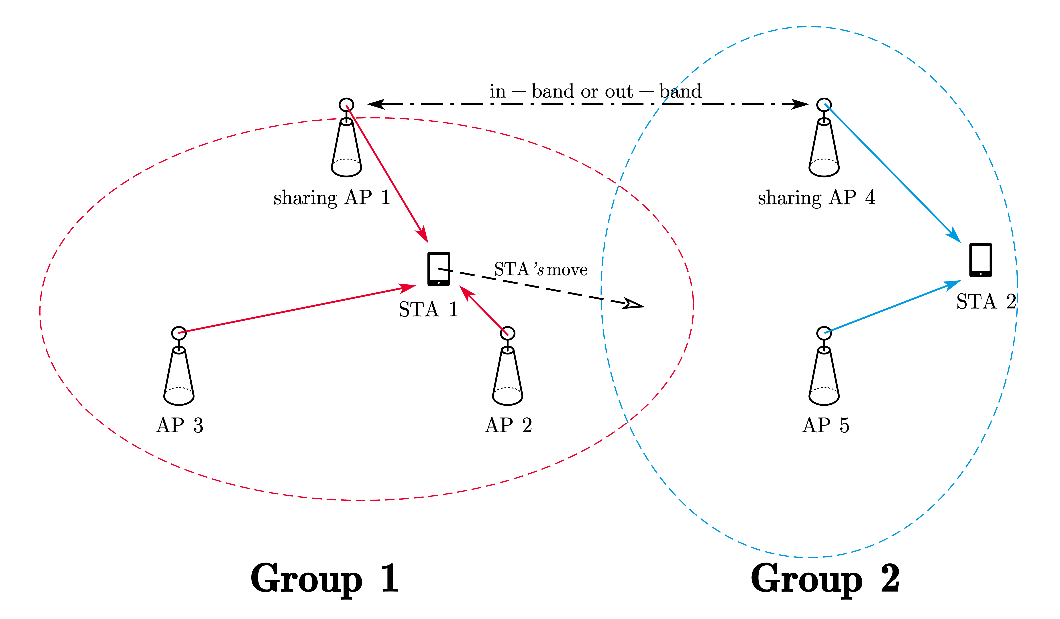 in – band or out – band
sharing AP 1
sharing AP 4
STA 's move
STA 1
STA 2
AP 3
AP 2
AP 5
Group 1
Group 2